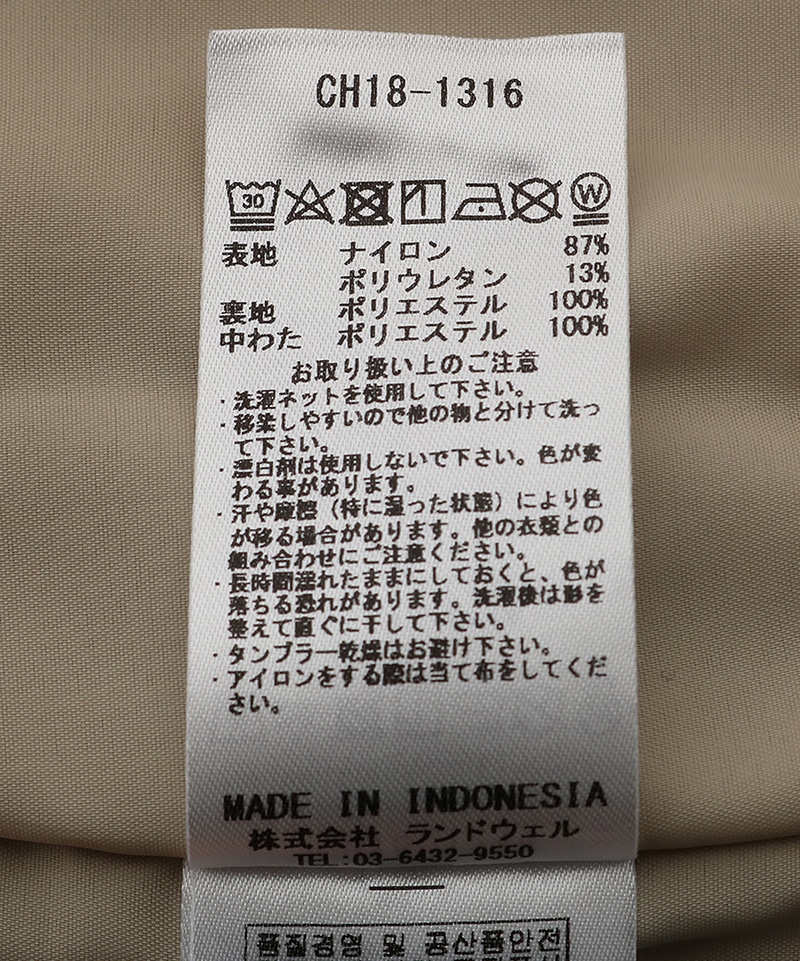 CH18-1316
30 W
表地 ナイロン 87%
ポリウレタン 13%
裏地 ポリエステル 100%
中わた ポリエステル 100%
お取り扱い上のご注意
・洗濯ネットを使用して下さい。
・移染しやすいので他の物と分けて洗っ
て下さい。
・漂白剤は使用しないで下さい。色が変
わる事があります。
・汗や摩擦（特に湿った状態）により色
が移る場合があります。他の衣類との
組み合わせにご注意ください。
・長時間濡れたままにしておくと、色が
落ちる恐れがあります。洗濯後は形を
整えて直ぐに干して下さい。
・タンブラー乾燥はお避け下さい。
・アイロンをする際は当て布をしてくだ
さい。
MADE IN INDONESIA
株式会社 ランドウェル
TEL:03-6432-9550
품질경영 및 공산품안전